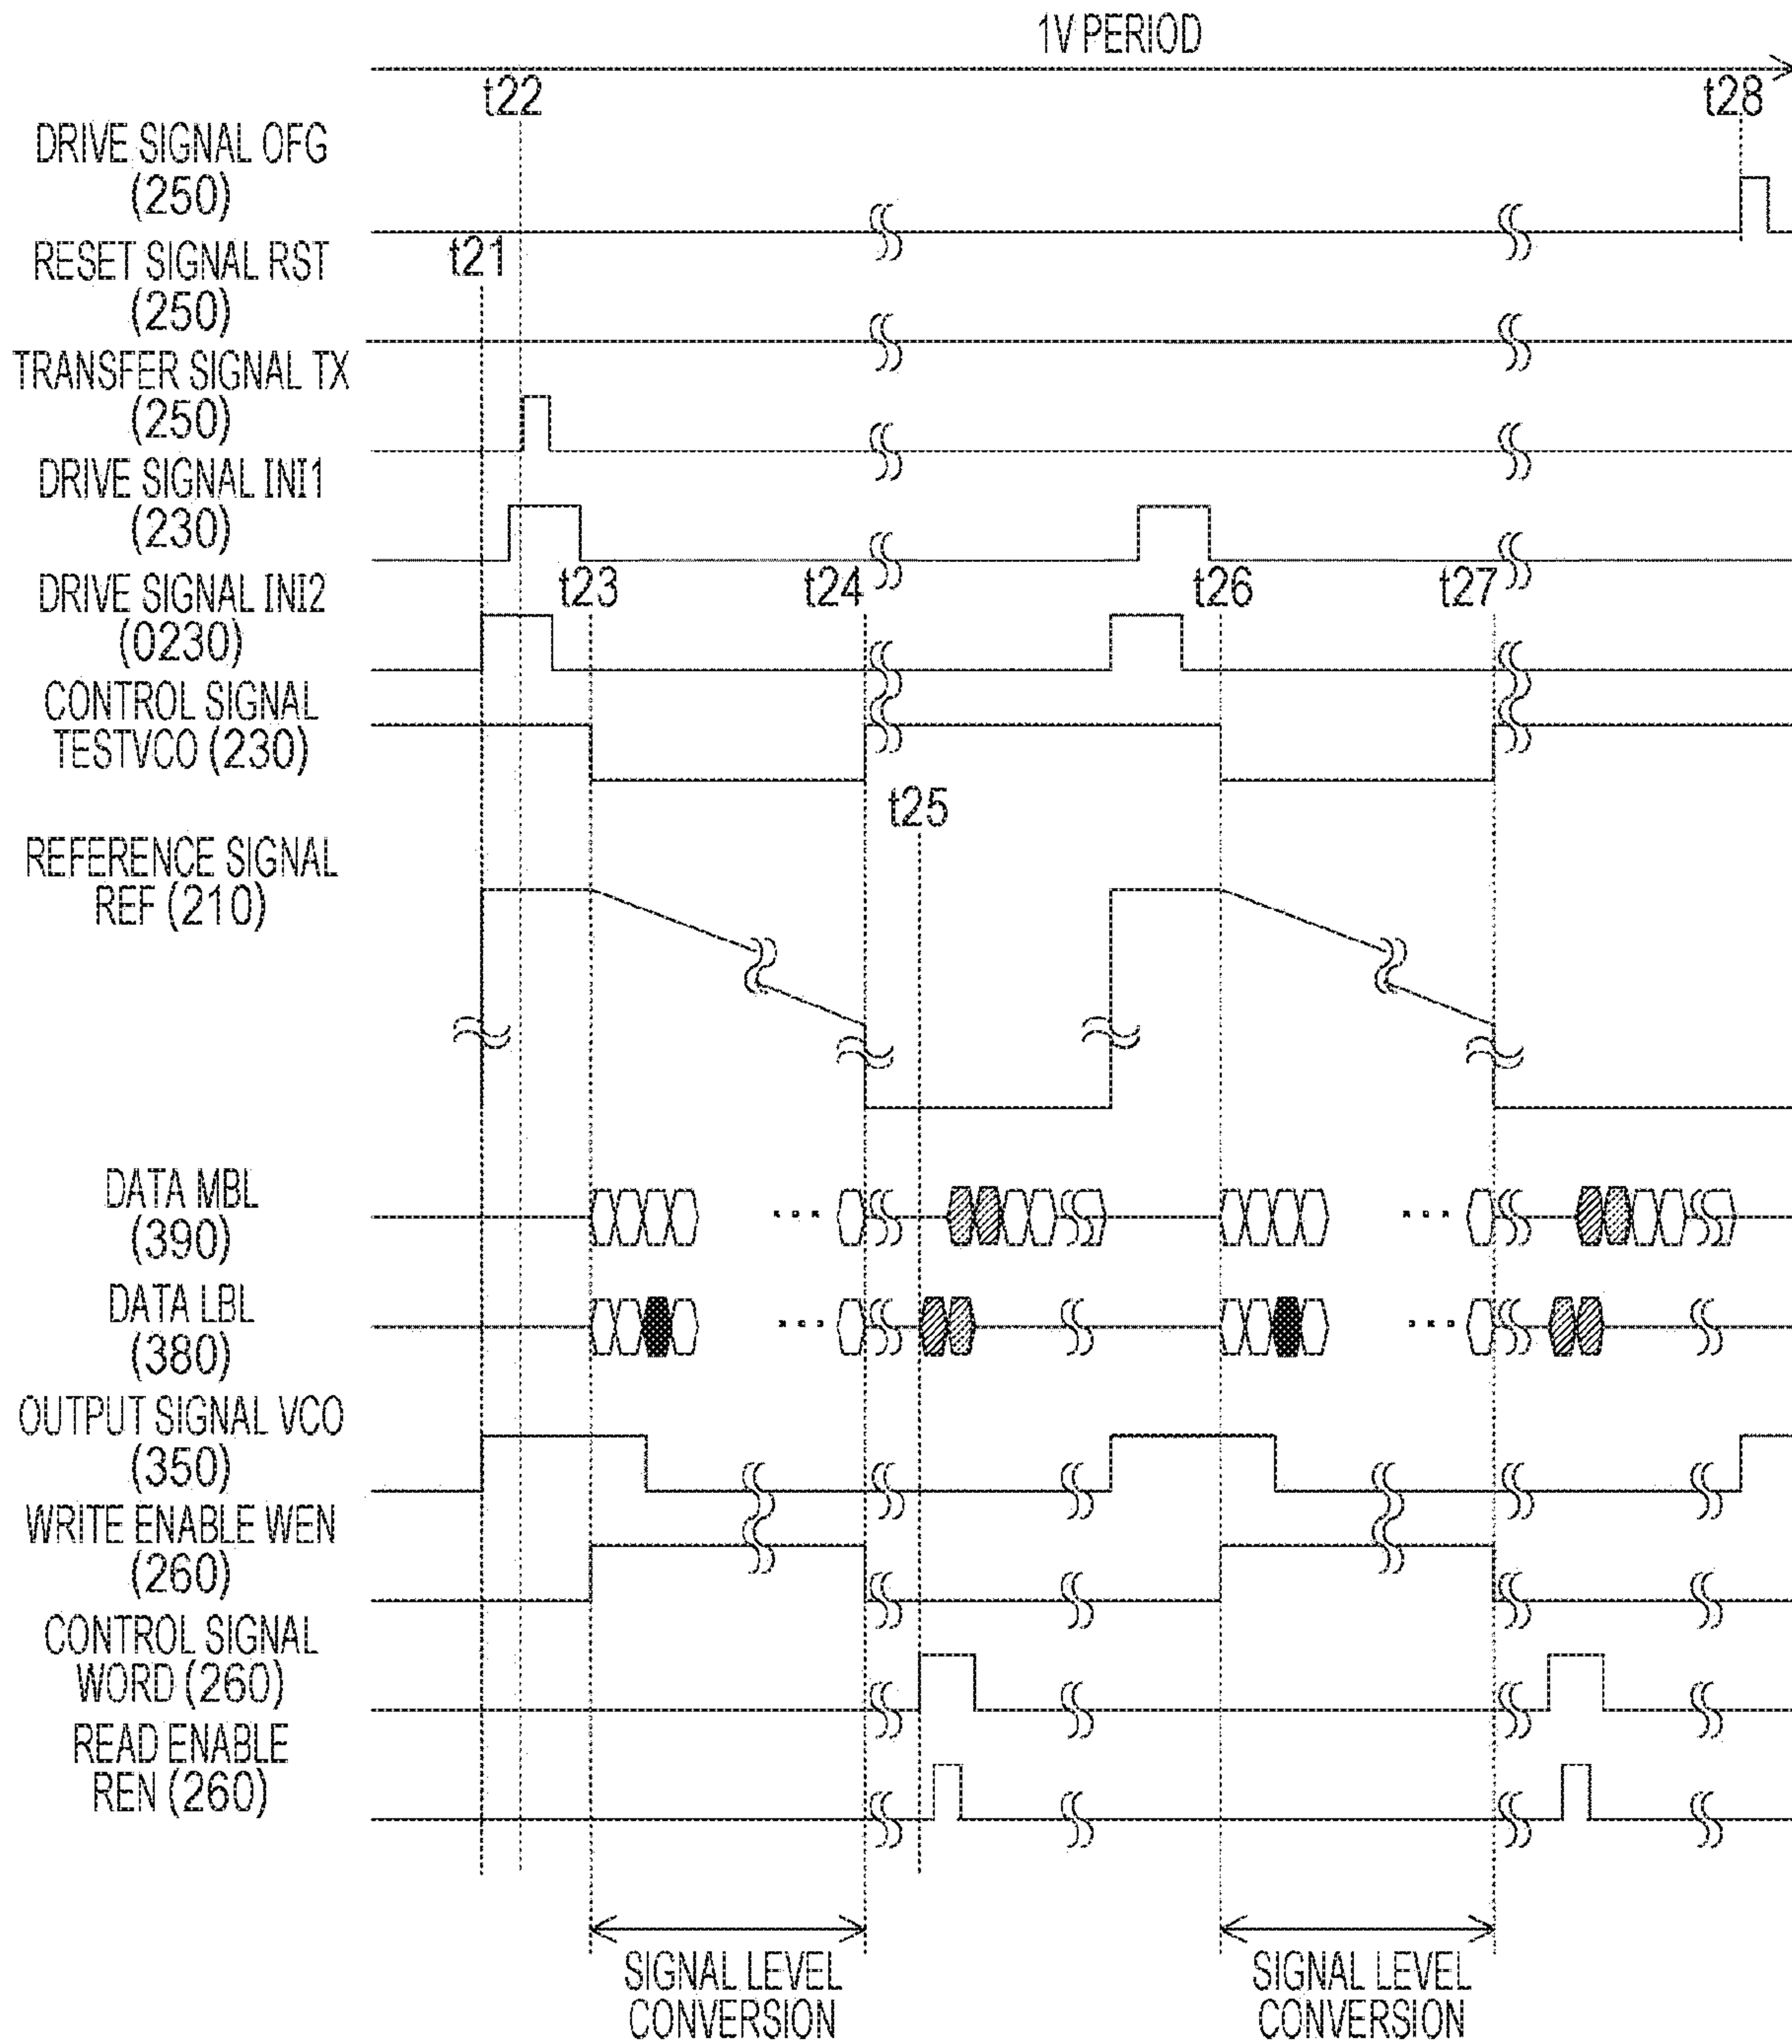 1V PERIOD
t22
t28
DRIVE SIGNAL OFG
(250)
t21
RESET SIGNAL RST
(250)
TRANSFER SIGNAL TX
(250)
DRIVE SIGNAL INI1
(230)
t23
t24
t26
t27
DRIVE SIGNAL INI2
(0230)
CONTROL SIGNAL
TESTVCO (230)
t25
REFERENCE SIGNAL
REF (210)
DATA MBL
(390)
DATA LBL
(380)
OUTPUT SIGNAL VCO
(350)
WRITE ENABLE WEN
(260)
CONTROL SIGNAL
WORD (260)
READ ENABLE
REN (260)
SIGNAL LEVEL
CONVERSION
SIGNAL LEVEL
CONVERSION